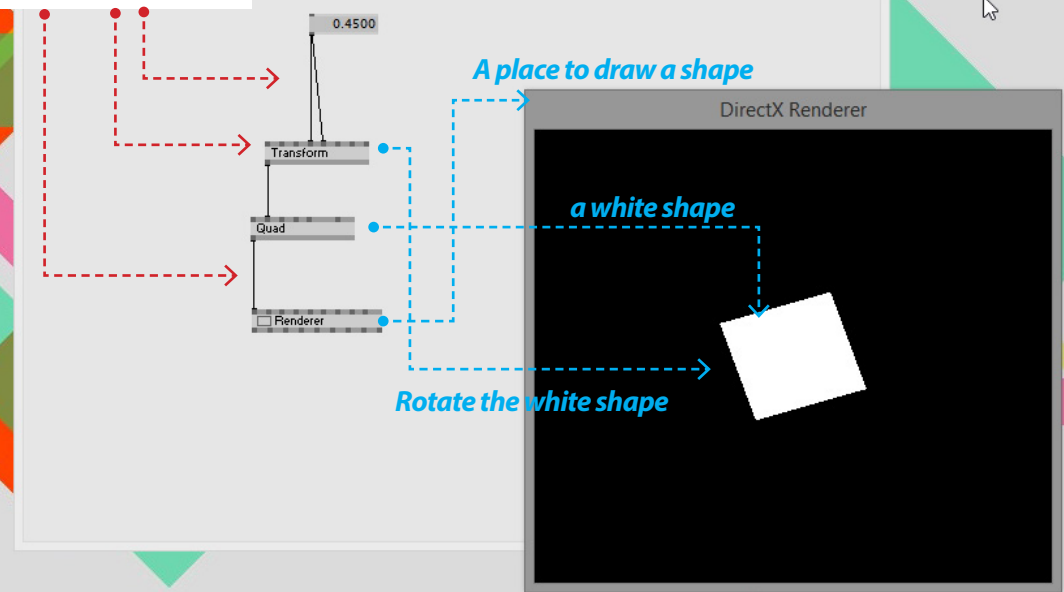 0.4500
A place to draw a shape
DirectX Renderer
Transform
a white shape
Quad
Renderer
Rotate the white shape